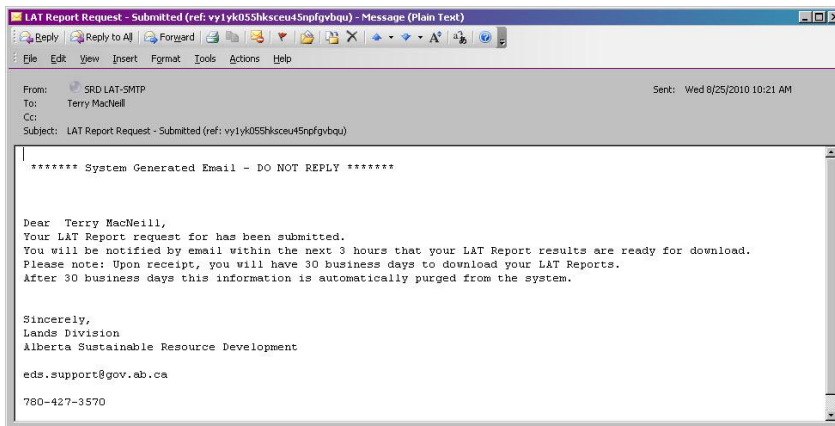 LAT Report Request - Submitted (ref: vy1yk055hksceu45npfgvbqu) - Message (Plain Text)
Reply Reply to All Forward
File Edit View Insert Format Tools Actions Help
From: SRD LAT-SMTP Sent: Wed 8/25/2010 10:21 AM
To: Terry MacNeill
Cc:
Subject: LAT Report Request - Submitted (ref: vy1yk055hksceu45npfgvbqu)
******* System Generated Email - DO NOT REPLY *******
Dear Terry MacNeill,
Your LAT Report request for has been submitted.
You will be notified by email within the next 3 hours that your LAT Report results are ready for download.
Please note: Upon receipt, you will have 30 business days to download your LAT Reports.
After 30 business days this information is automatically purged from the system.
Sincerely,
Lands Division
Alberta Sustainable Resource Development
eds.support@gov.ab.ca
780-427-3570